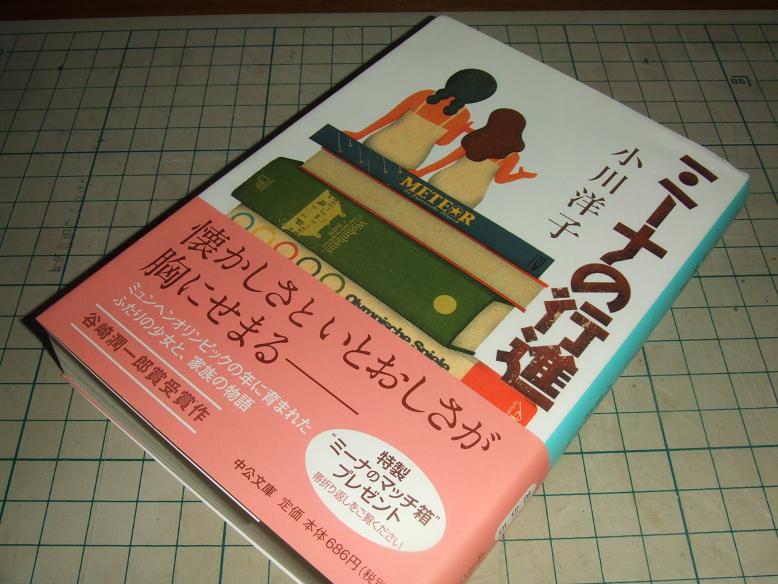 ミーナの行進
小川洋子
METE★R
Wohnhaus
Olympische Spiele
懐かしさといとおしさが
胸にせまる——
ミュンヘンオリンピックの年に育まれた
ふたりの少女と、家族の物語
谷崎潤一郎賞受賞作
特製
"ミーナのマッチ箱"
プレゼント
帯折り返しをご覧ください
中公文庫 定価 本体686円(税別